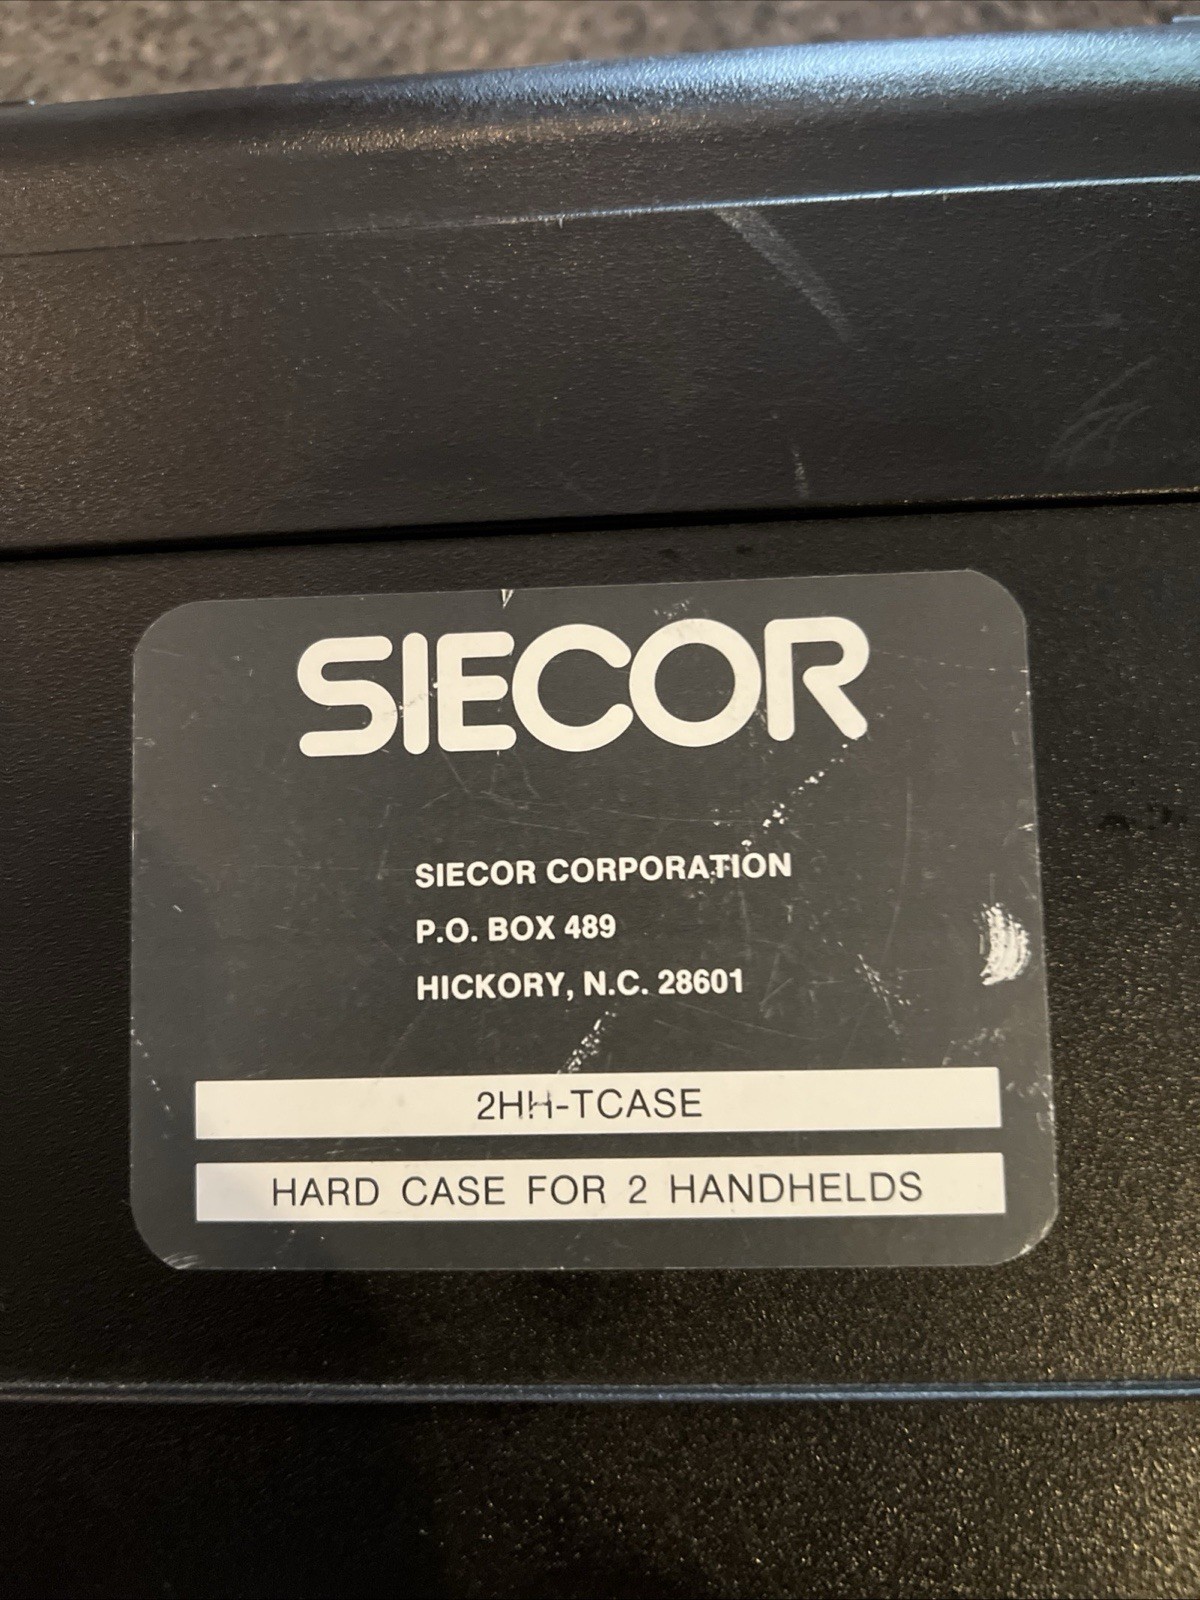 SIECOR
SIECOR CORPORATION
P.O. BOX 489
HICKORY, N.C. 28601
2HH-TCASE
HARD CASE FOR 2 HANDHELDS